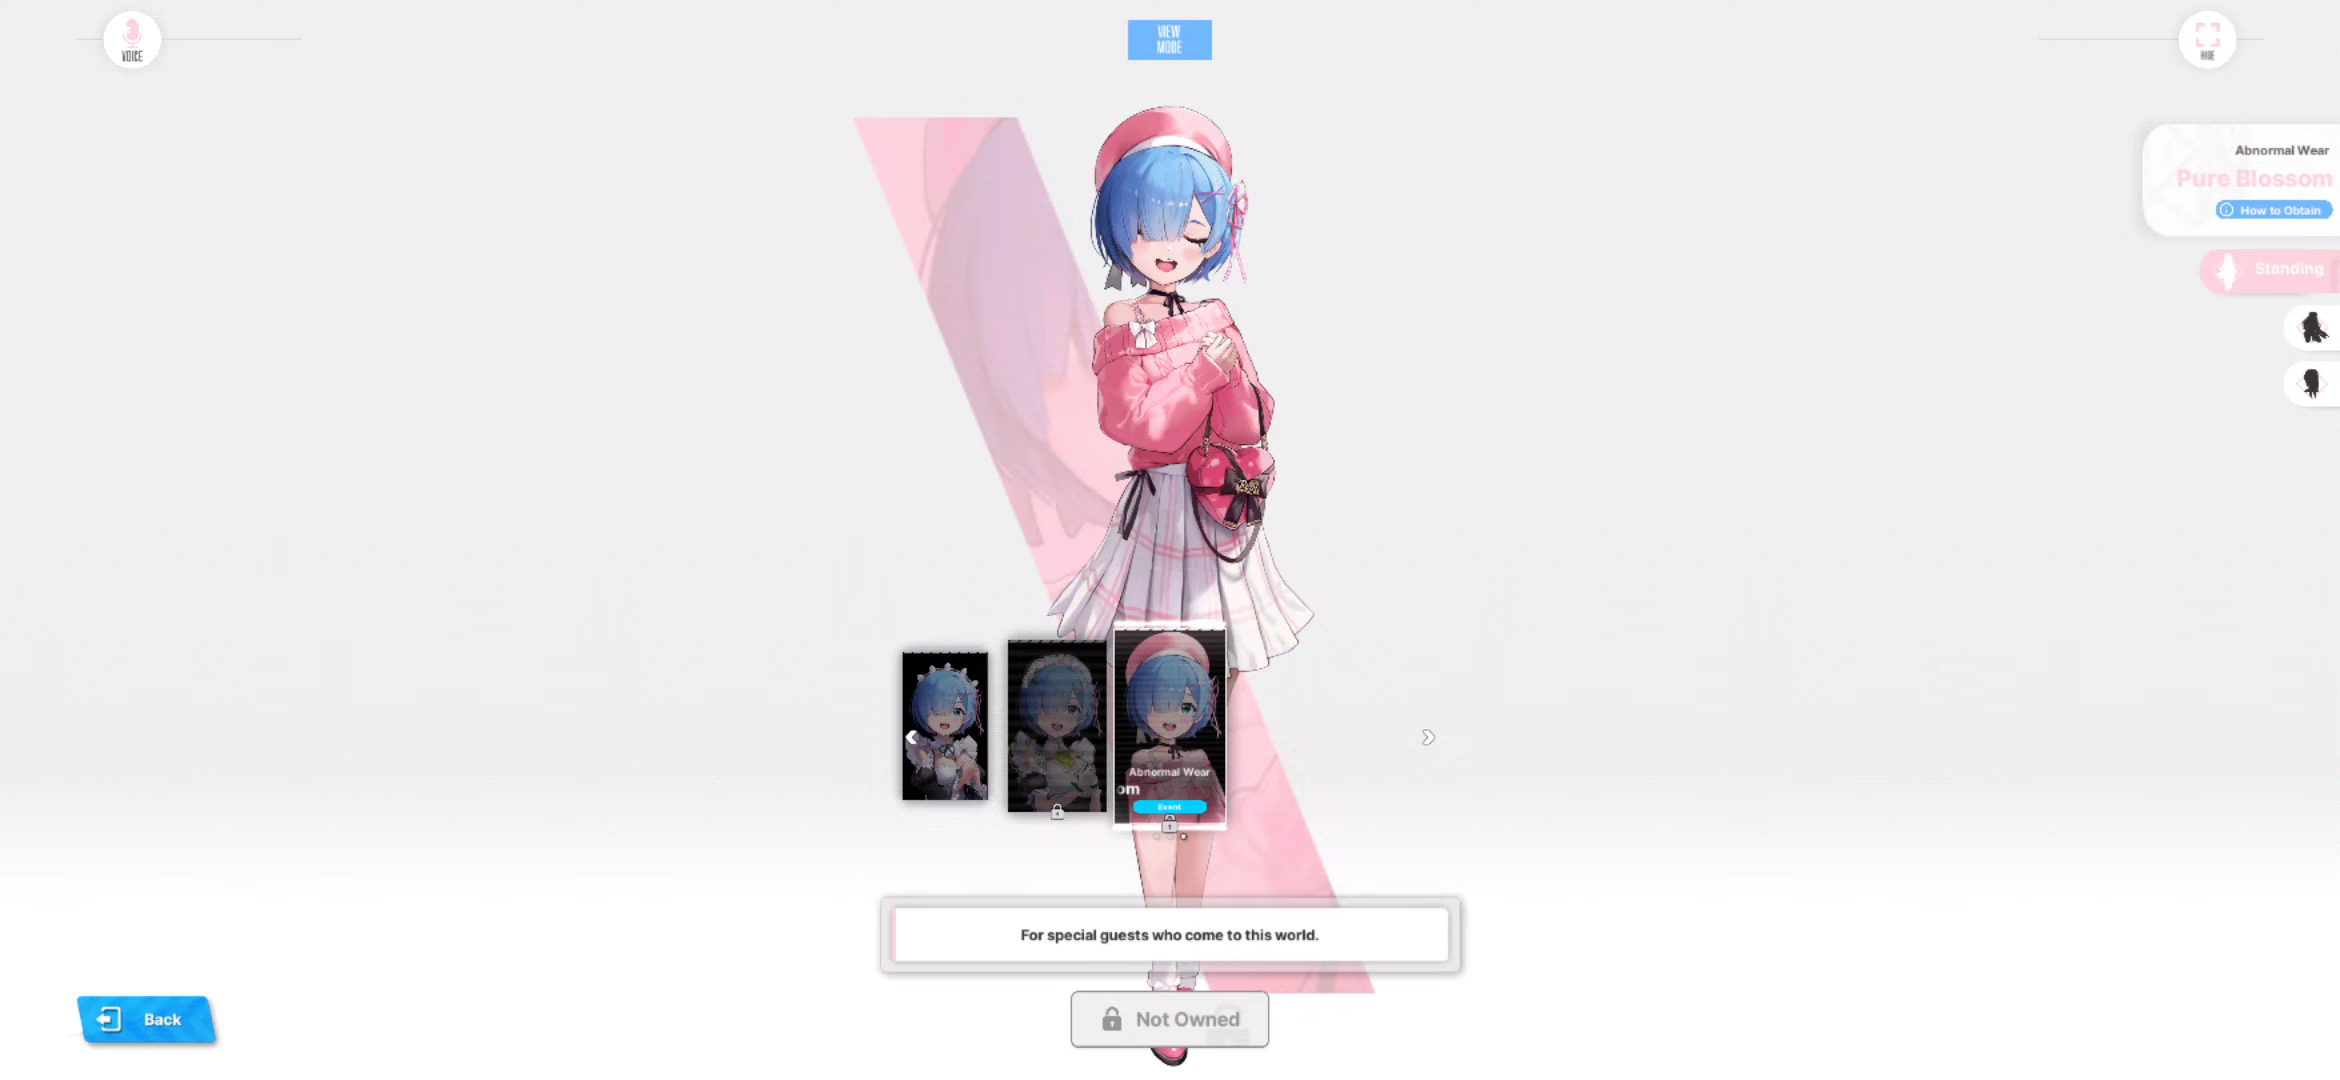 VOICE
VIEW
MODE
HIDE
Abnormal Wear
Pure Blossom
How to Obtain
Standing
Abnormal Wear
om
Event
For special guests who come to this world.
Back
Not Owned